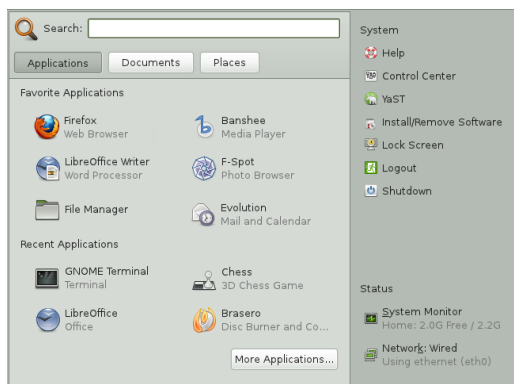 Search:
Applications
Documents
Places
Favorite Applications
Firefox
Web Browser
Banshee
Media Player
LibreOffice Writer
Word Processor
F-Spot
Photo Browser
File Manager
Evolution
Mail and Calendar
Recent Applications
GNOME Terminal
Terminal
Chess
3D Chess Game
LibreOffice
Office
Brasero
Disc Burner and Co...
More Applications...
System
Help
Control Center
YaST
Install/Remove Software
Lock Screen
Logout
Shutdown
Status
System Monitor
Home: 2.0G Free / 2.2G
Network: Wired
Using ethernet (eth0)